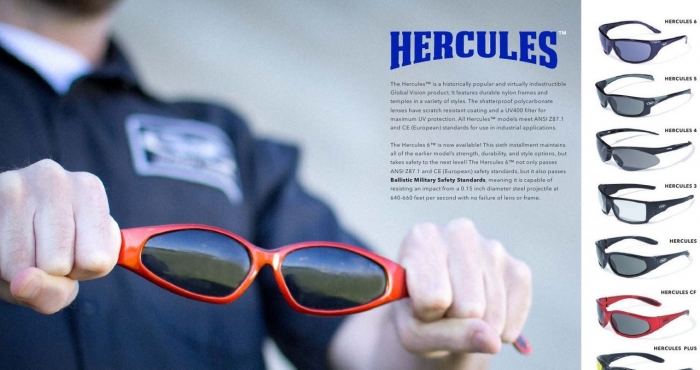 HERCULES™
The Hercules™ is a historically popular and virtually indestructible
Global Vision product. It features durable nylon frames and
temples in a variety of styles. The shatterproof polycarbonate
lenses have scratch resistant coating and a UV400 filter for
maximum UV protection. All Hercules™ models meet ANSI Z87.1
and CE (European) standards for use in industrial applications.
The Hercules 6™ is now available! This sixth installment maintains
all of the earlier model's strength, durability, and style options, but
takes safety to the next level! The Hercules 6™ not only passes
ANSI Z87.1 and CE (European) safety standards, but it also passes
Ballistic Military Safety Standards, meaning it is capable of
resisting an impact from a 0.15 inch diameter steel projectile at
640-660 feet per second with no failure of lens or frame.
HERCULES 6
HERCULES 5
HERCULES 4
HERCULES 3
HERCULES
HERCULES CF
HERCULES PLUS